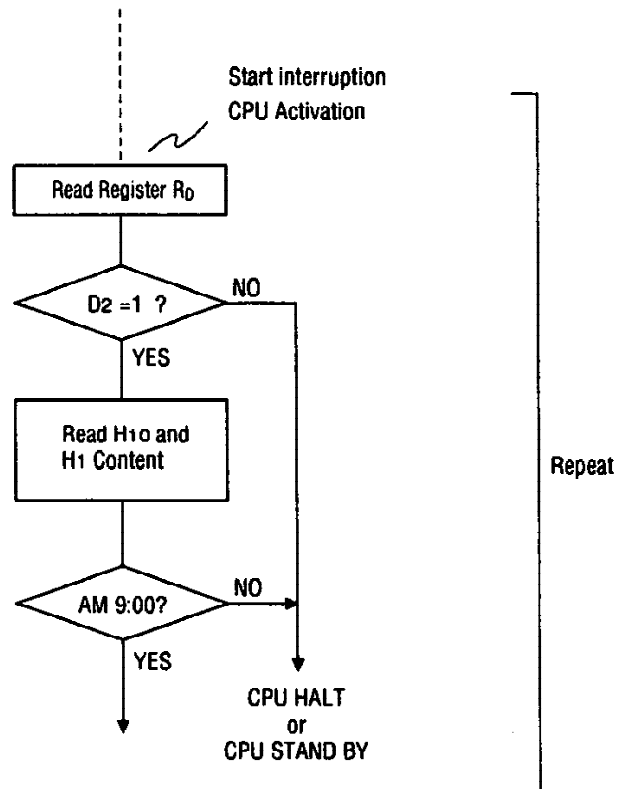 Start interruption
CPU Activation
Read Register RD
D2 =1 ?
NO
YES
Read H10 and
H1 Content
Repeat
AM 9:00?
NO
YES
CPU HALT
or
CPU STAND BY